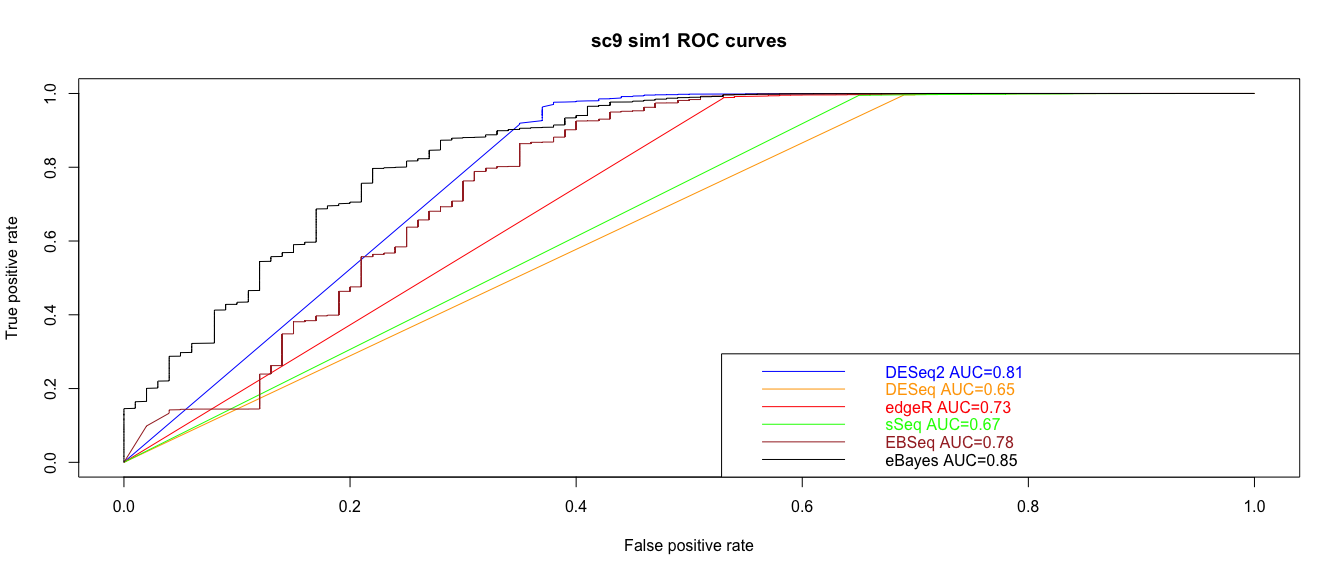 sc9 sim1 ROC curves
True positive rate
1.0
0.8
0.6
0.4
0.2
0.0
DESeq2 AUC=0.81
DESeq AUC=0.65
edgeR AUC=0.73
sSeq AUC=0.67
EBSeq AUC=0.78
eBayes AUC=0.85
0.0 0.2 0.4 0.6 0.8 1.0
False positive rate